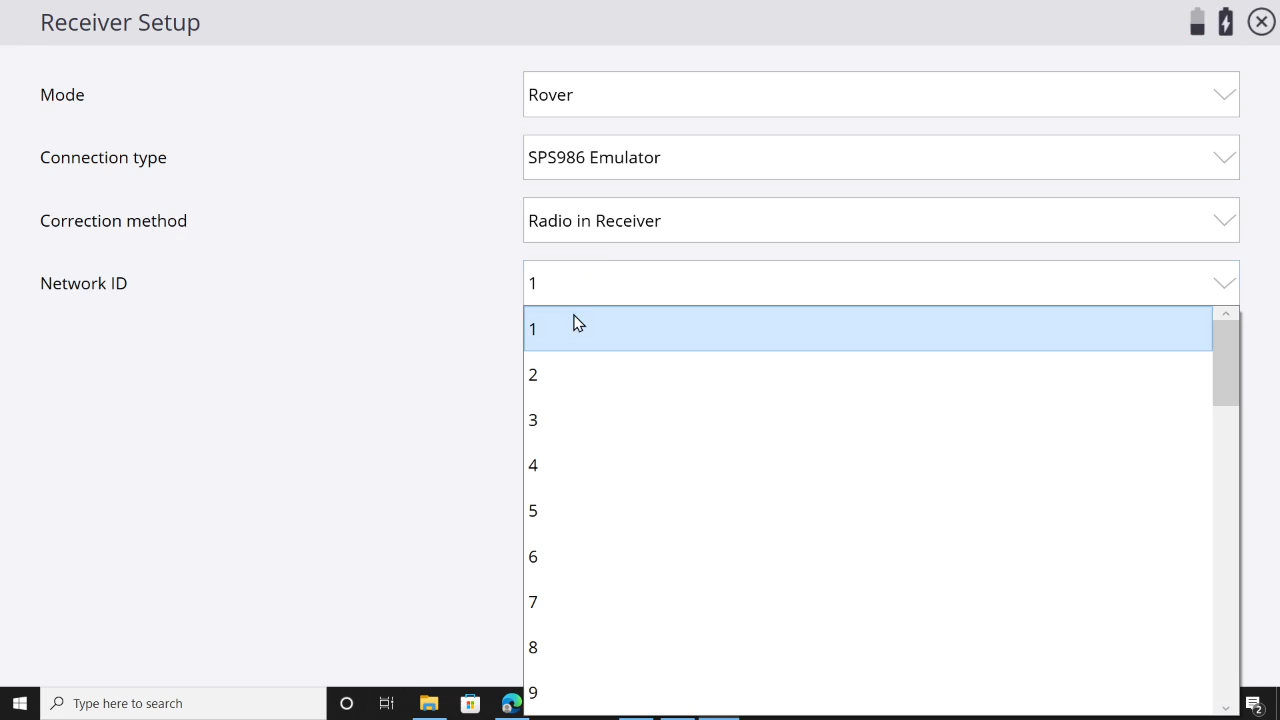 Receiver Setup
Mode
Rover
Connection type
SPS986 Emulator
Correction method
Radio in Receiver
Network ID
1
1
2
3
4
5
6
7
8
9
Type here to search
2